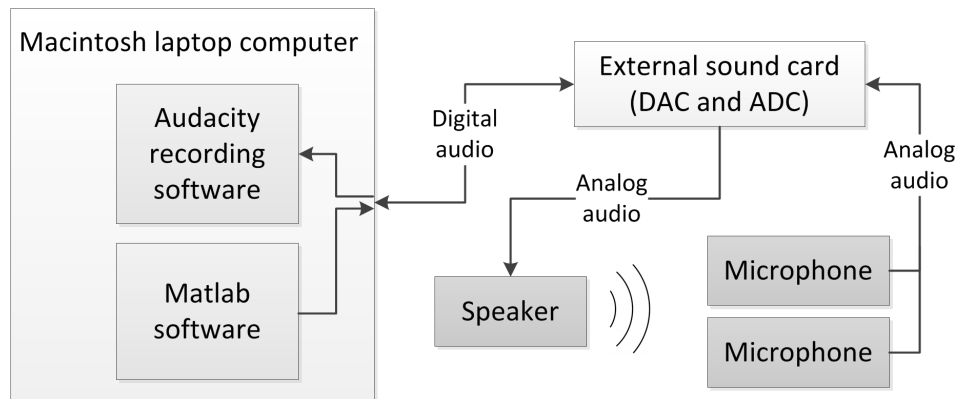 Macintosh laptop computer
Audacity
recording
software
Matlab
software
Digital
audio
External sound card
(DAC and ADC)
Analog
audio
Analog
audio
Speaker
Microphone
Microphone